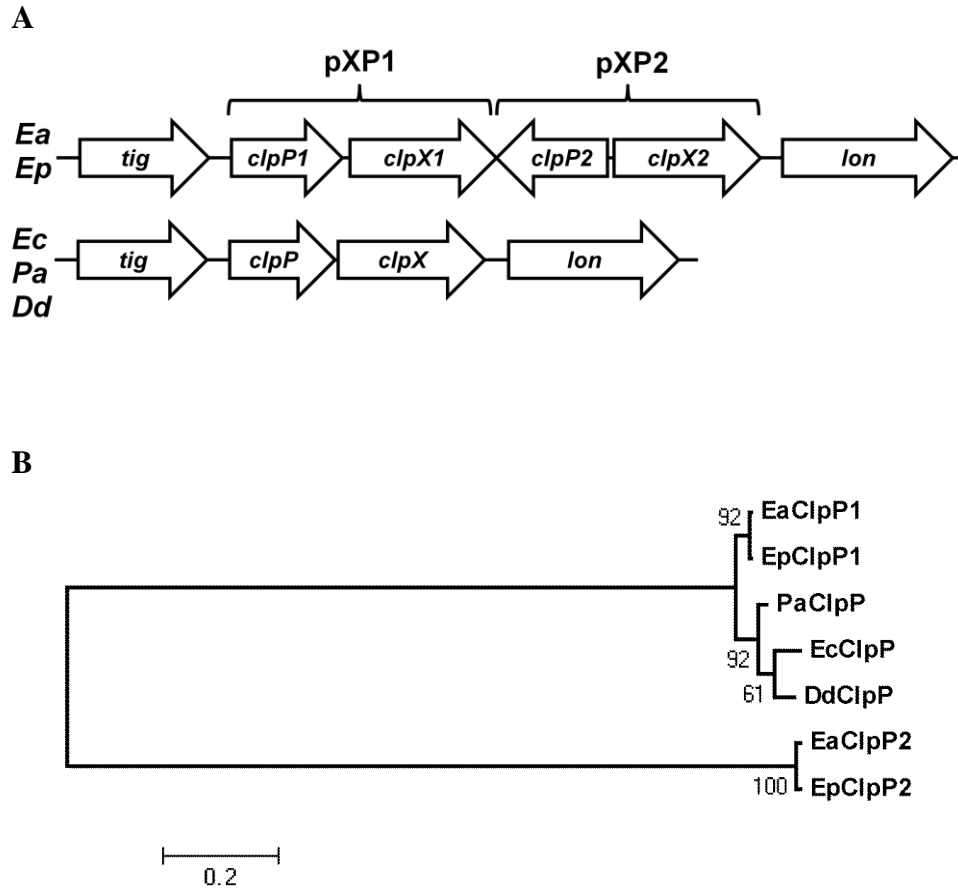 A
pXP1 pXP2
Ea
Ep
tig clpP1 clpX1 clpP2 clpX2 lon
Ec
Pa
Dd
tig clpP clpX lon
B
92 EaClpP1
EpClpP1
PaClpP
92 EcClpP
61 DdClpP
EaClpP2
100 EpClpP2
0.2